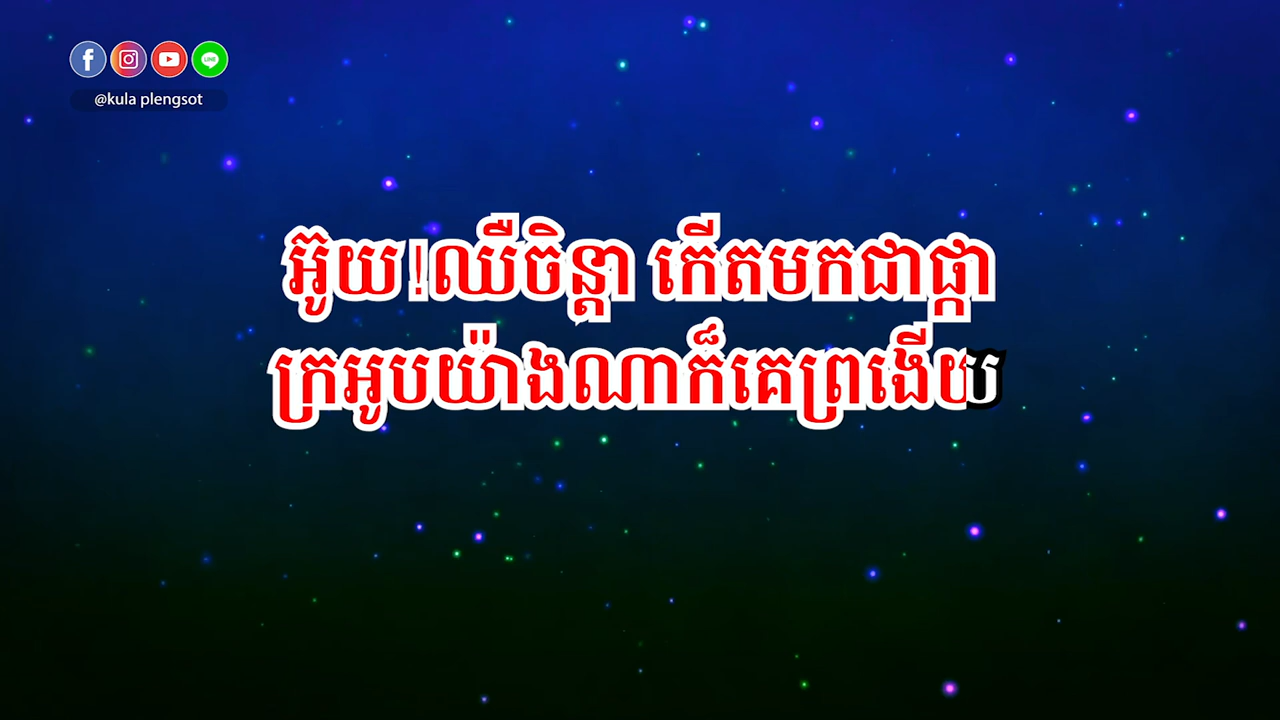 @kula plengsot
អ៊ូយ!ឈឺចិន្តា កើតមកជាផ្កា
ក្រអូបយ៉ាងណាក៏គេព្រងើយ